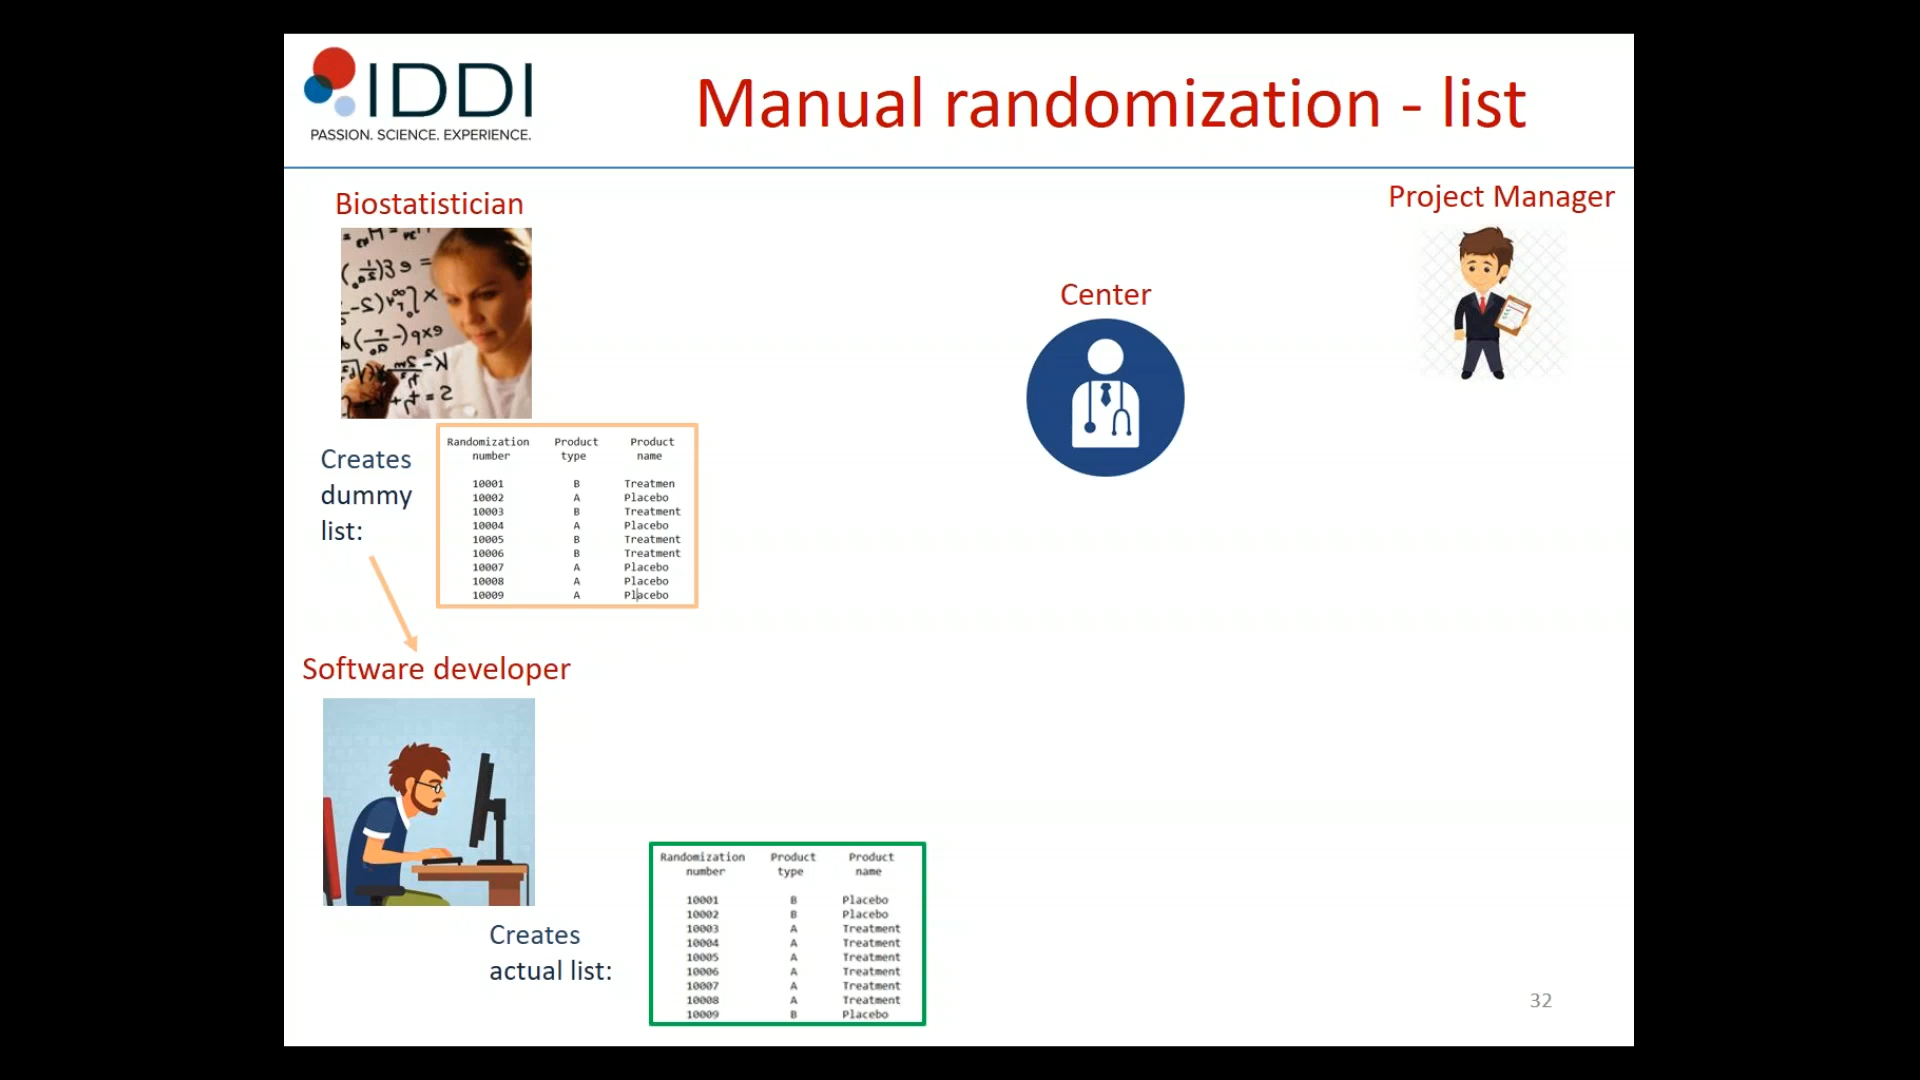 IDDI
PASSION. SCIENCE. EXPERIENCE.
Manual randomization - list
Biostatistician
Project Manager
Center
Creates
dummy
list:
Randomization Product Product
number type name
10001 B Treatmen
10002 A Placebo
10003 B Treatment
10004 A Placebo
10005 B Treatment
10006 B Treatment
10007 A Placebo
10008 A Placebo
10009 A Placebo
Software developer
Creates
actual list:
Randomization Product Product
number type name
10001 B Placebo
10002 B Placebo
10003 A Treatment
10004 A Treatment
10005 A Treatment
10006 A Treatment
10007 A Treatment
10008 A Treatment
10009 B Placebo
32